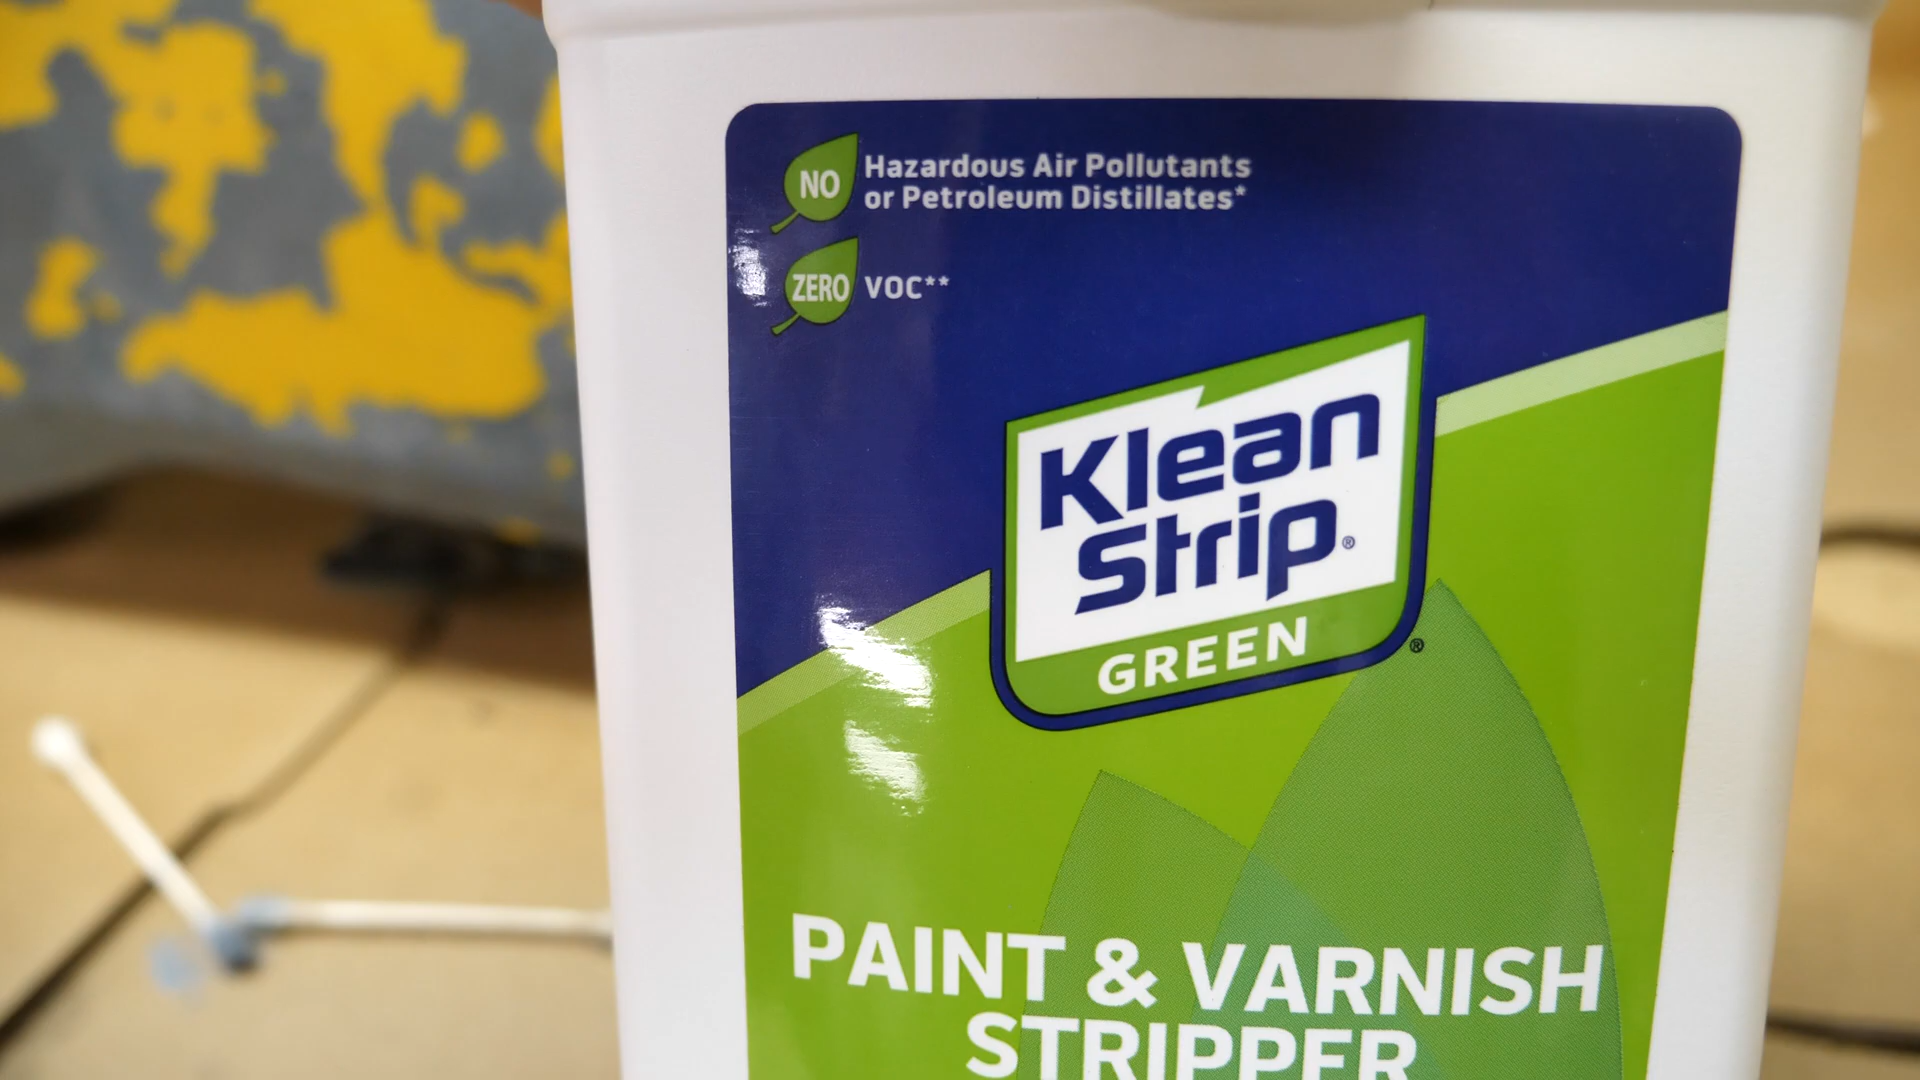 NO Hazardous Air Pollutants
or Petroleum Distillates*
ZERO VOC**
Klean
Strip®
GREEN
®
PAINT & VARNISH
STRIPPER